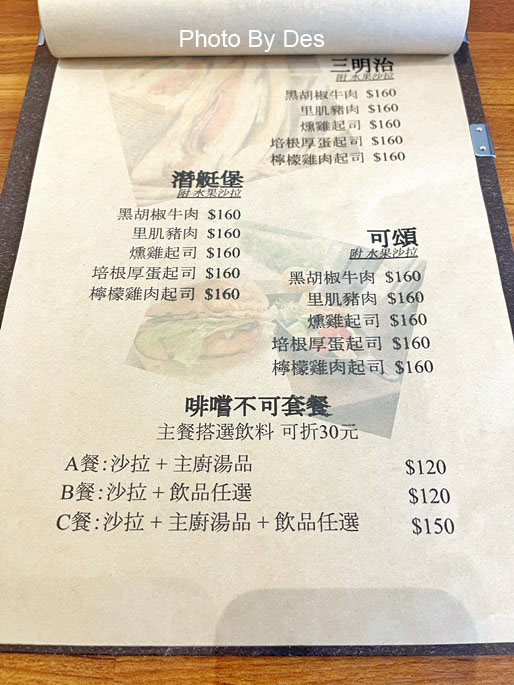 Photo By Des
三明治
附 水果沙拉
黑胡椒牛肉 $160
里肌豬肉 $160
燻雞起司 $160
培根厚蛋起司 $160
檸檬雞肉起司 $160
潛艇堡
附 水果沙拉
黑胡椒牛肉 $160
里肌豬肉 $160
燻雞起司 $160
培根厚蛋起司 $160
檸檬雞肉起司 $160
可頌
附 水果沙拉
黑胡椒牛肉 $160
里肌豬肉 $160
燻雞起司 $160
培根厚蛋起司 $160
檸檬雞肉起司 $160
啡嚐不可套餐
主餐搭選飲料 可折30元
A餐:沙拉 + 主廚湯品 $120
B餐:沙拉 + 飲品任選 $120
C餐:沙拉 + 主廚湯品 + 飲品任選 $150